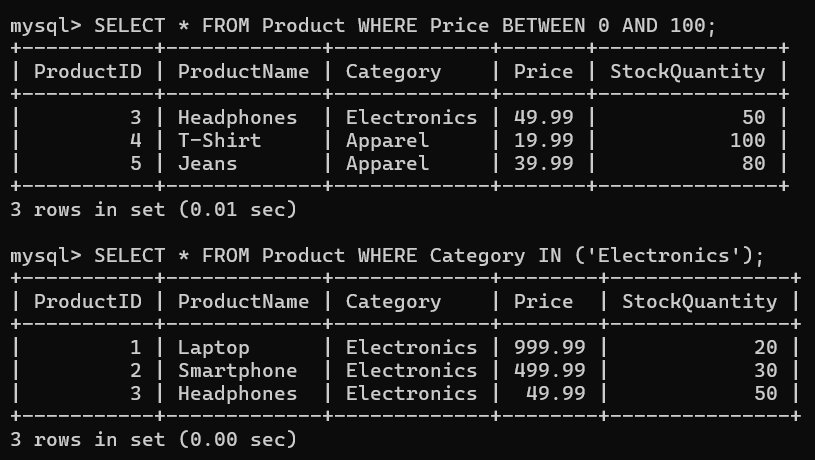 mysql> SELECT * FROM Product WHERE Price BETWEEN 0 AND 100;
+-----------+-------------+-------------+-------+---------------+
| ProductID | ProductName | Category    | Price | StockQuantity |
+-----------+-------------+-------------+-------+---------------+
|         3 | Headphones  | Electronics | 49.99 |            50 |
|         4 | T-Shirt     | Apparel     | 19.99 |           100 |
|         5 | Jeans       | Apparel     | 39.99 |            80 |
+-----------+-------------+-------------+-------+---------------+
3 rows in set (0.01 sec)

mysql> SELECT * FROM Product WHERE Category IN ('Electronics');
+-----------+-------------+-------------+--------+---------------+
| ProductID | ProductName | Category    | Price  | StockQuantity |
+-----------+-------------+-------------+--------+---------------+
|         1 | Laptop      | Electronics | 999.99 |            20 |
|         2 | Smartphone  | Electronics | 499.99 |            30 |
|         3 | Headphones  | Electronics |  49.99 |            50 |
+-----------+-------------+-------------+--------+---------------+
3 rows in set (0.00 sec)